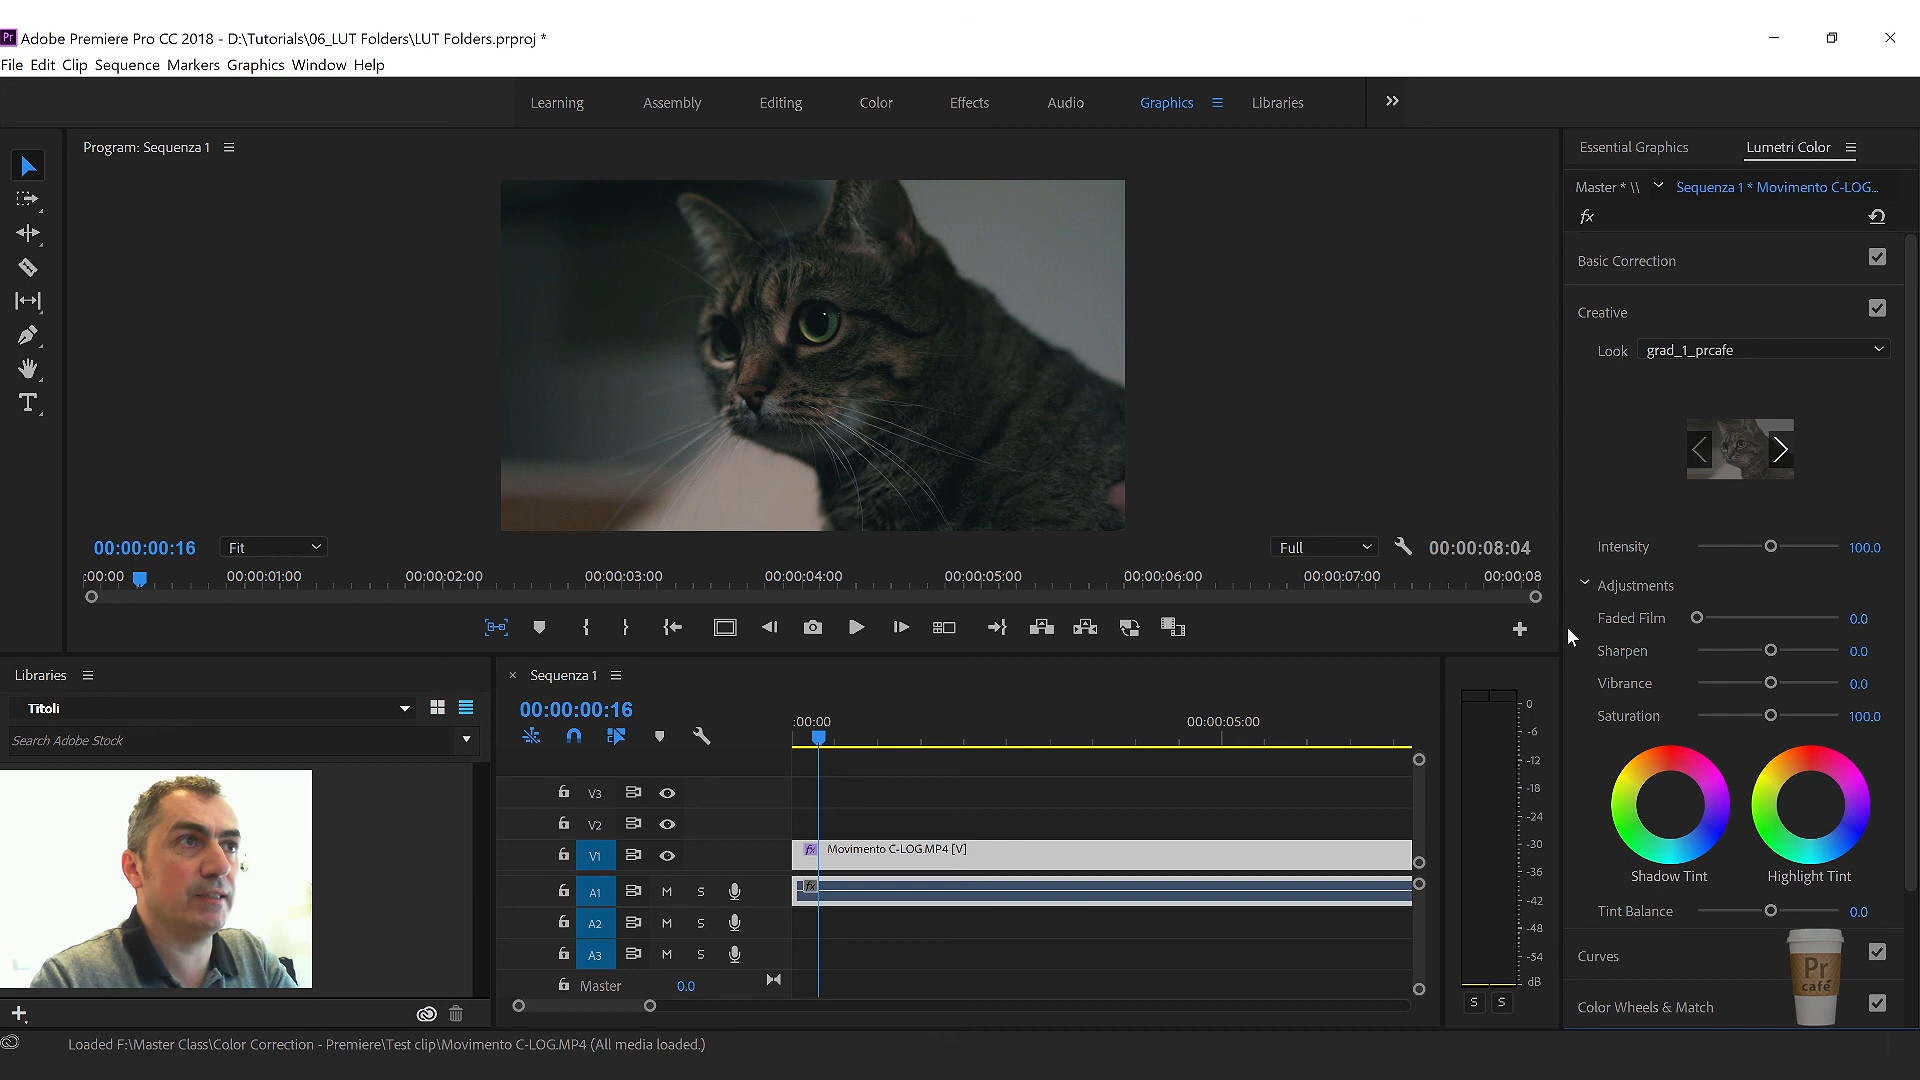 Pr Adobe Premiere Pro CC 2018 - D:\Tutorials\06_LUT Folders\LUT Folders.prproj *
File Edit Clip Sequence Markers Graphics Window Help
Learning Assembly Editing Color Effects Audio Graphics Libraries
Program: Sequenza 1
Essential Graphics Lumetri Color
Master * \\ Sequenza 1 * Movimento C-LOG...
fx
Basic Correction
Creative
Look grad_1_prcafe
Intensity 100.0
Adjustments
Faded Film 0.0
Sharpen 0.0
Vibrance 0.0
Saturation 100.0
Shadow Tint Highlight Tint
Tint Balance 0.0
Curves
Color Wheels & Match
Pr
café
00:00:00:16 Fit Full 00:00:08:04
:00:00 00:00:01:00 00:00:02:00 00:00:03:00 00:00:04:00 00:00:05:00 00:00:06:00 00:00:07:00 00:00:08
Libraries
Titoli
Search Adobe Stock
× Sequenza 1
00:00:00:16
:00:00 00:00:05:00
V3
V2
V1 fx Movimento C-LOG.MP4 [V]
A1 M S fx
A2 M S
A3 M S
Master 0.0
0
-6
-12
-18
-24
-30
-36
-42
-48
-54
dB
S S
Loaded F:\Master Class\Color Correction - Premiere\Test clip\Movimento C-LOG.MP4 (All media loaded.)